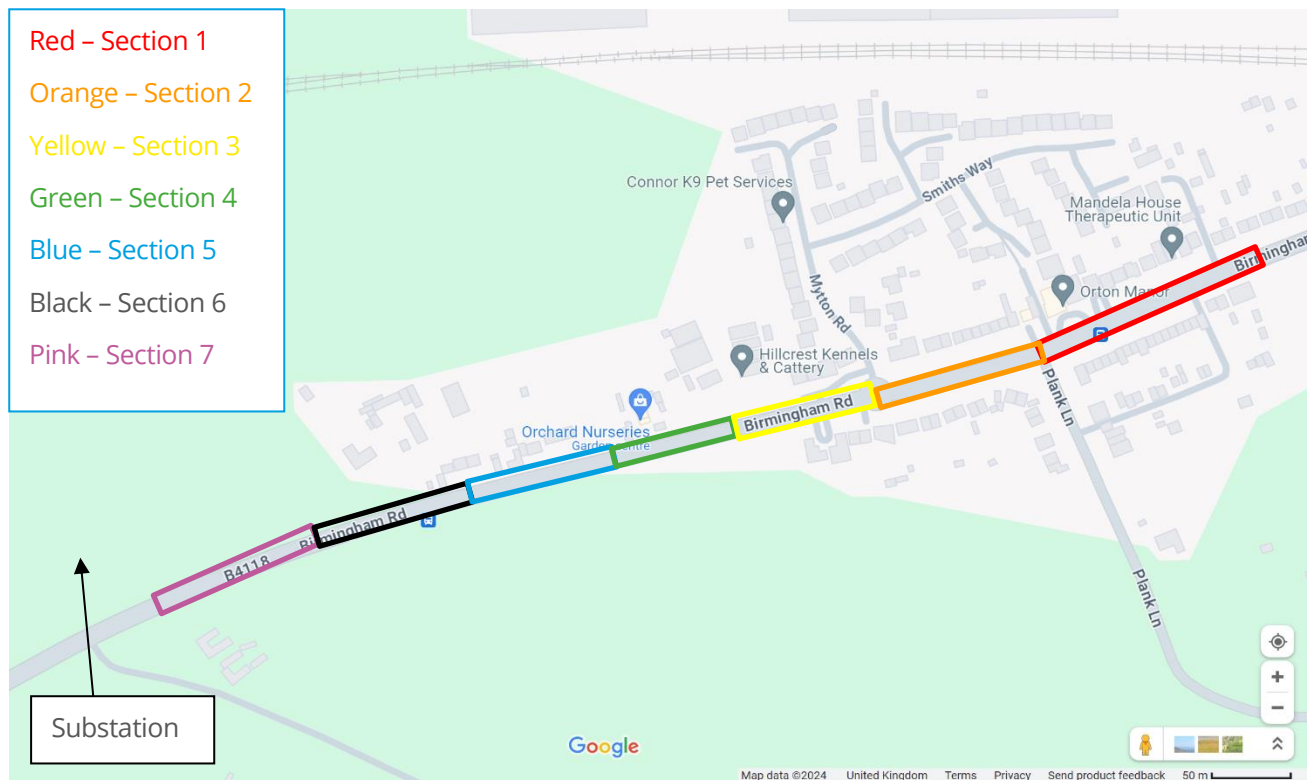 Red – Section 1
Orange – Section 2
Yellow – Section 3
Green – Section 4
Blue – Section 5
Black – Section 6
Pink – Section 7
Connor K9 Pet Services
Smiths Way
Mandela House
Therapeutic Unit
Birmingham
Mytton Rd
Orton Manor
Hillcrest Kennels
& Cattery
Plank Ln
Birmingham Rd
Orchard Nurseries
Garden centre
Birmingham Rd
B4118
Plank Ln
Substation
Google
Map data ©2024 United Kingdom Terms Privacy Send product feedback 50 m